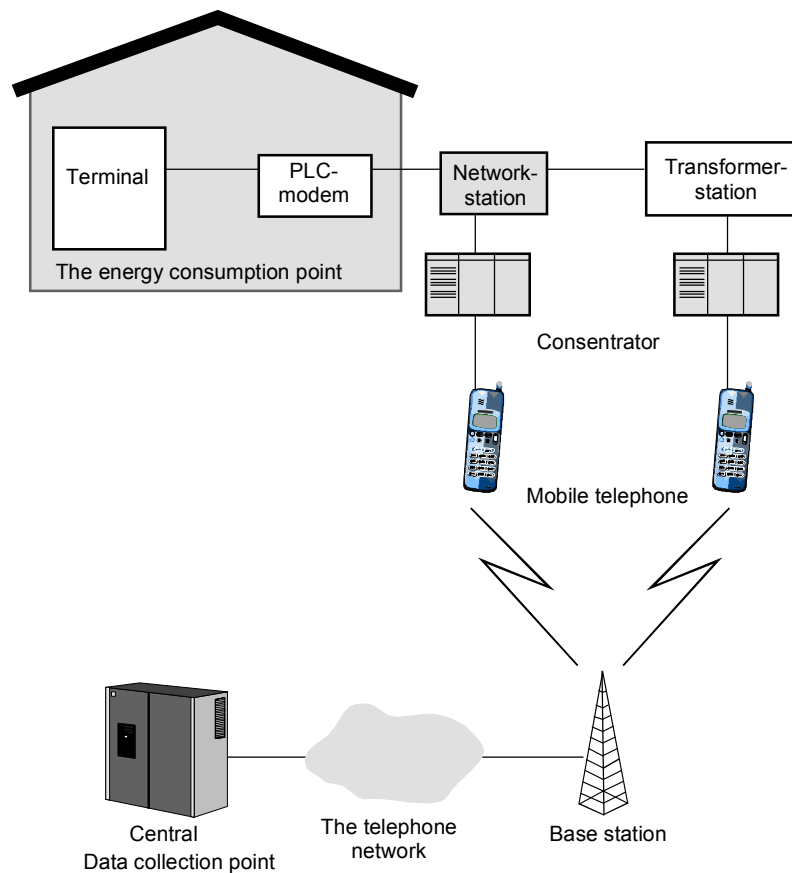 Terminal
PLC-
modem
Network-
station
Transformer-
station
The energy consumption point
Consentrator
Mobile telephone
Central
Data collection point
The telephone
network
Base station